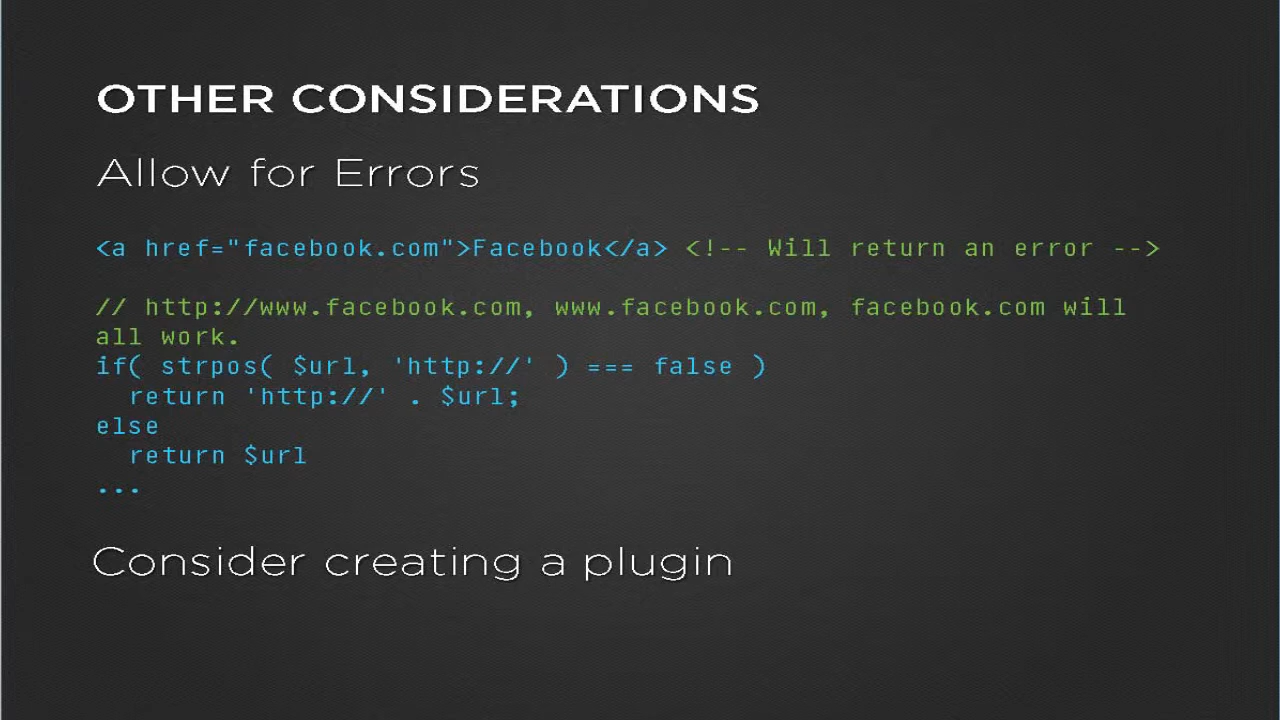 OTHER CONSIDERATIONS
Allow for Errors
<a href="facebook.com">Facebook</a> <!-- Will return an error -->
// http://www.facebook.com, www.facebook.com, facebook.com will
all work.
if( strpos( $url, 'http://' ) === false )
  return 'http://' . $url;
else
  return $url
...
Consider creating a plugin